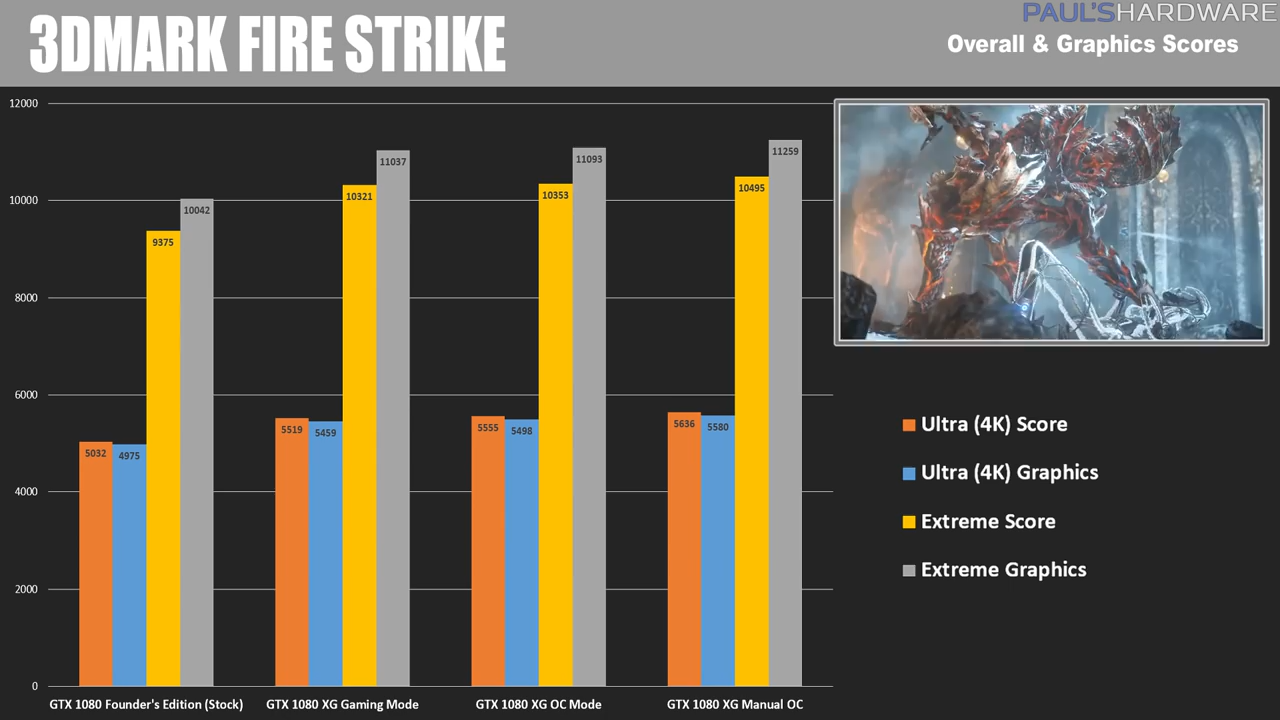 3DMARK FIRE STRIKE
PAUL'SHARDWARE
Overall & Graphics Scores
12000
10000
8000
6000
4000
2000
0
5032
4975
9375
10042
5519
5459
10321
11037
5555
5498
10353
11093
5636
5580
10495
11259
GTX 1080 Founder's Edition (Stock)
GTX 1080 XG Gaming Mode
GTX 1080 XG OC Mode
GTX 1080 XG Manual OC
Ultra (4K) Score
Ultra (4K) Graphics
Extreme Score
Extreme Graphics